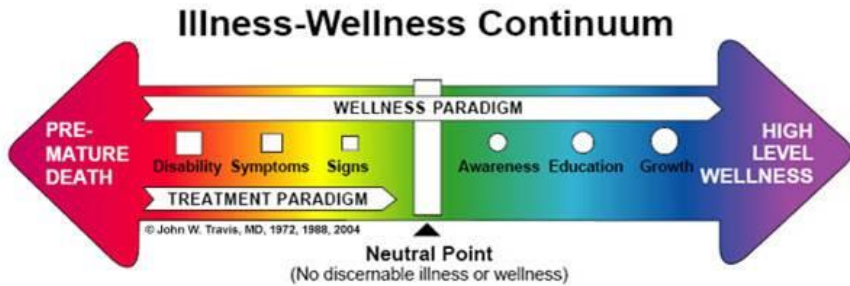 Illness-Wellness Continuum
WELLNESS PARADIGM
PRE-
MATURE
DEATH
Disability Symptoms Signs Awareness Education Growth
HIGH
LEVEL
WELLNESS
TREATMENT PARADIGM
© John W. Travis, MD, 1972, 1988, 2004
Neutral Point
(No discernable illness or wellness)